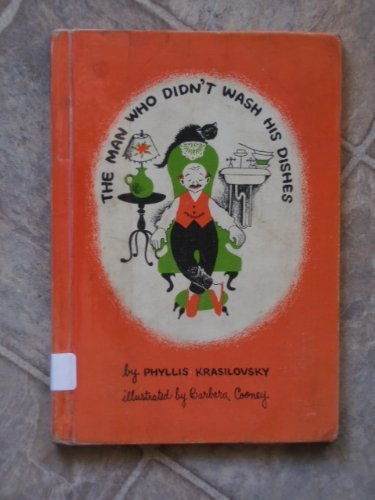 THE MAN WHO DIDN'T WASH HIS DISHES
by PHYLLIS KRASILOVSKY
illustrated by Barbara Cooney